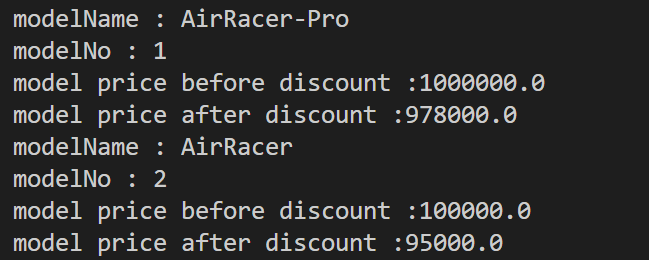 modelName : AirRacer-Pro
modelNo : 1
model price before discount :1000000.0
model price after discount :978000.0
modelName : AirRacer
modelNo : 2
model price before discount :100000.0
model price after discount :95000.0